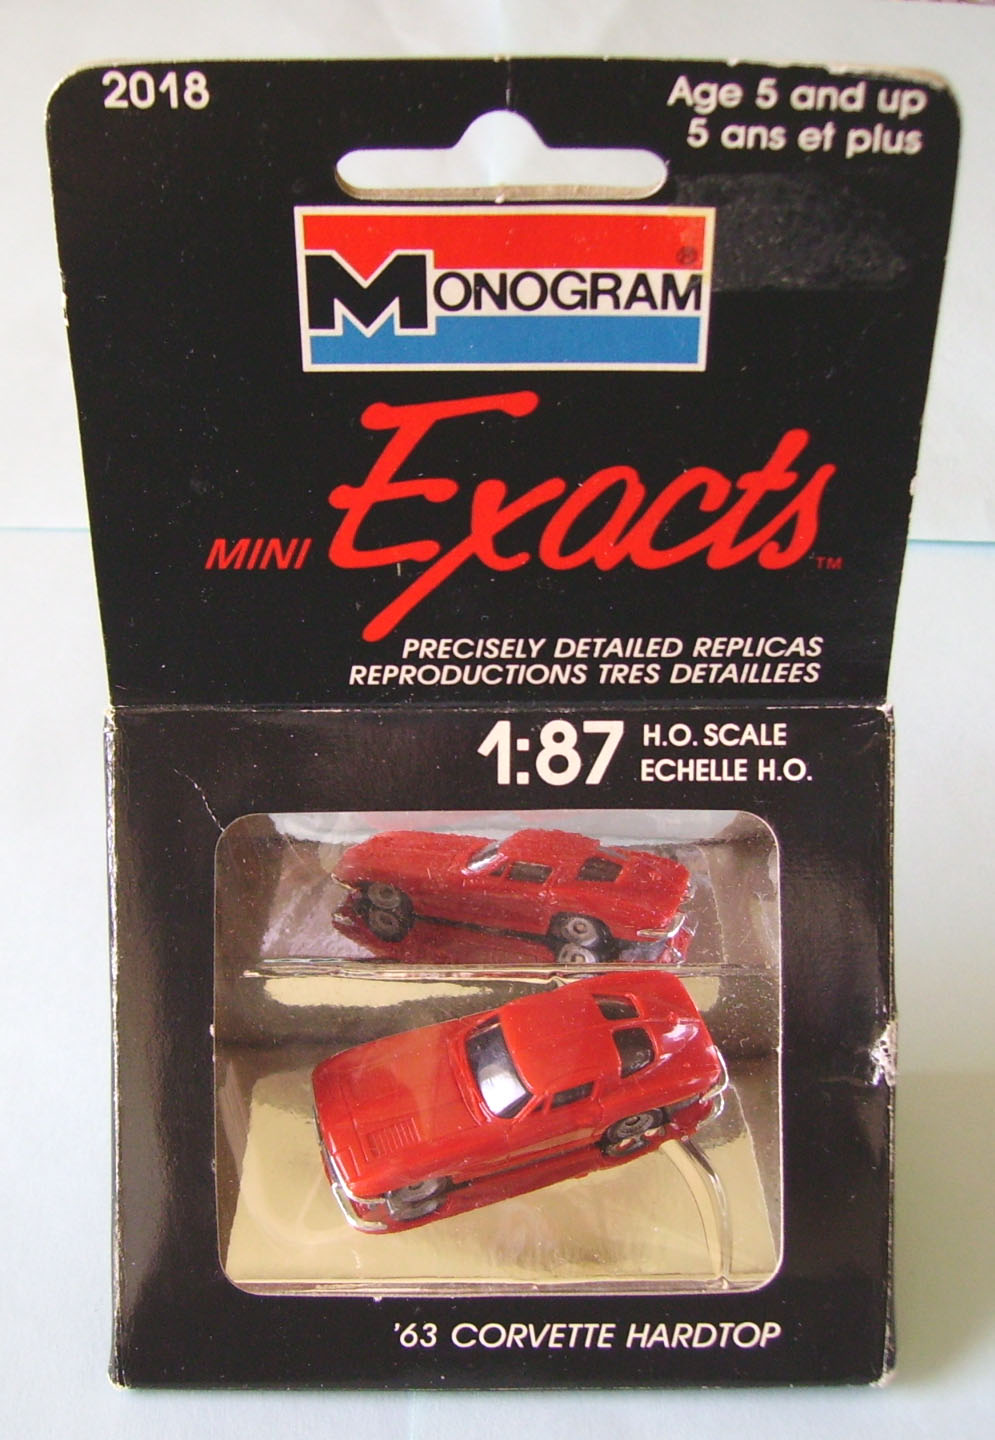 2018
Age 5 and up
5 ans et plus
MONOGRAM®
MINI Exacts™
PRECISELY DETAILED REPLICAS
REPRODUCTIONS TRES DETAILLEES
1:87 H.O. SCALE
ECHELLE H.O.
'63 CORVETTE HARDTOP